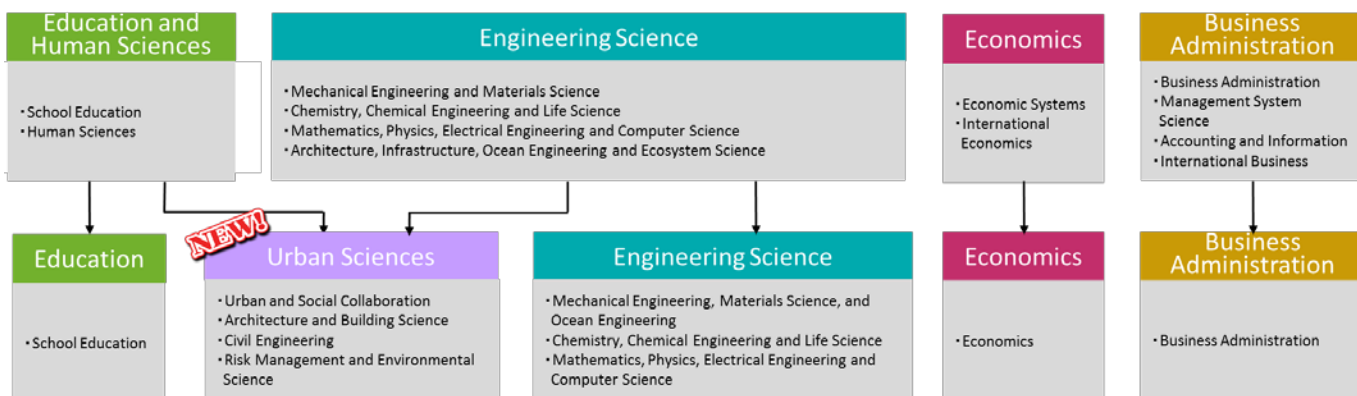 Education and
Human Sciences
・School Education
・Human Sciences
Engineering Science
・Mechanical Engineering and Materials Science
・Chemistry, Chemical Engineering and Life Science
・Mathematics, Physics, Electrical Engineering and Computer Science
・Architecture, Infrastructure, Ocean Engineering and Ecosystem Science
Economics
・Economic Systems
・International
Economics
Business
Administration
・Business Administration
・Management System
Science
・Accounting and Information
・International Business
Education
・School Education
NEW!
Urban Sciences
・Urban and Social Collaboration
・Architecture and Building Science
・Civil Engineering
・Risk Management and Environmental
Science
Engineering Science
・Mechanical Engineering, Materials Science, and
Ocean Engineering
・Chemistry, Chemical Engineering and Life Science
・Mathematics, Physics, Electrical Engineering and
Computer Science
Economics
・Economics
Business
Administration
・Business Administration